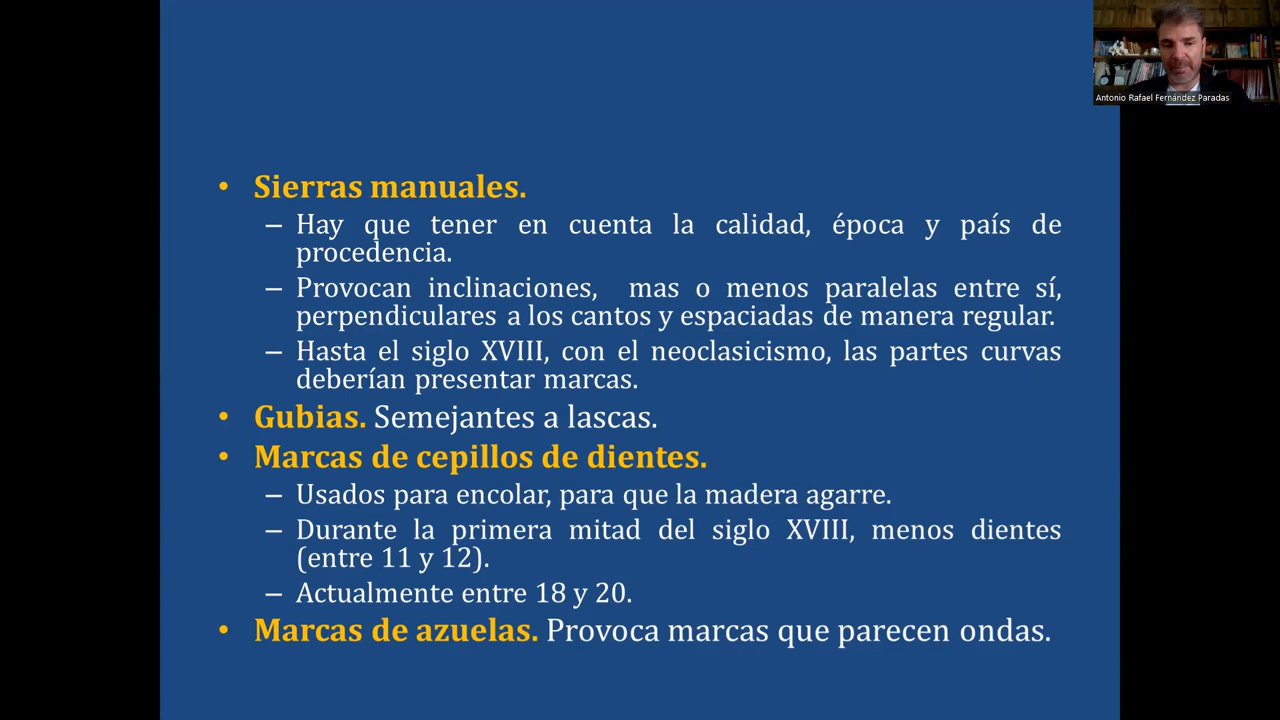 Antonio Rafael Fernández Paradas
• Sierras manuales.
– Hay que tener en cuenta la calidad, época y país de
procedencia.
– Provocan inclinaciones, mas o menos paralelas entre sí,
perpendiculares a los cantos y espaciadas de manera regular.
– Hasta el siglo XVIII, con el neoclasicismo, las partes curvas
deberían presentar marcas.
• Gubias. Semejantes a lascas.
• Marcas de cepillos de dientes.
– Usados para encolar, para que la madera agarre.
– Durante la primera mitad del siglo XVIII, menos dientes
(entre 11 y 12).
– Actualmente entre 18 y 20.
• Marcas de azuelas. Provoca marcas que parecen ondas.